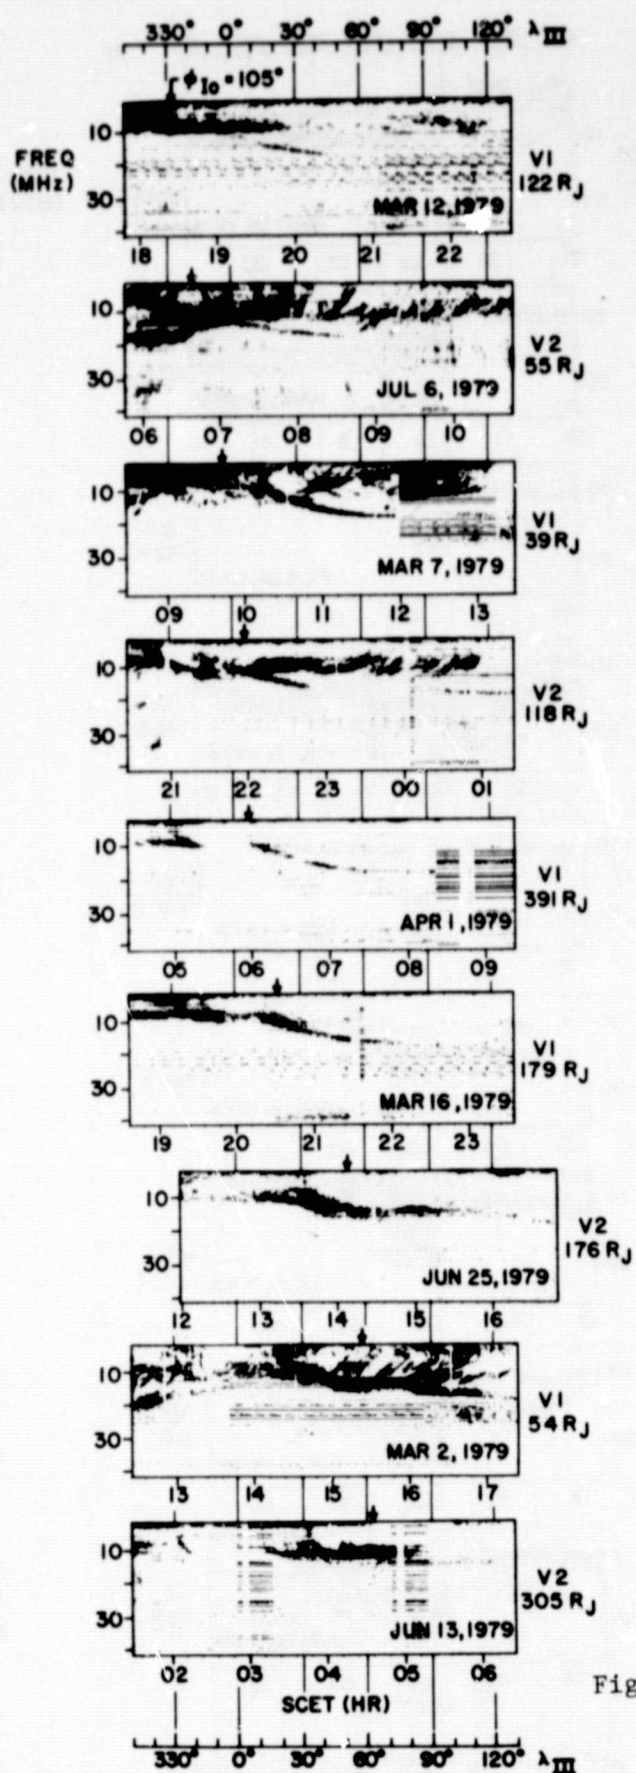 330° 0° 30° 60° 90° 120° λ III
ϕ Io = 105°
FREQ
(MHz)
10
30
V1
122 RJ
MAR 12, 1979
18 19 20 21 22
10
30
V2
55 RJ
JUL 6, 1979
06 07 08 09 10
10
30
V1
39 RJ
MAR 7, 1979
09 10 11 12 13
10
30
V2
118 RJ
21 22 23 00 01
10
30
V1
391 RJ
APR 1, 1979
05 06 07 08 09
10
30
V1
179 RJ
MAR 16, 1979
19 20 21 22 23
10
30
V2
176 RJ
JUN 25, 1979
12 13 14 15 16
10
30
V1
54 RJ
MAR 2, 1979
13 14 15 16 17
10
30
V2
305 RJ
JUN 13, 1979
02 03 04 05 06
SCET (HR)
Fig
330° 0° 30° 60° 90° 120° λ III